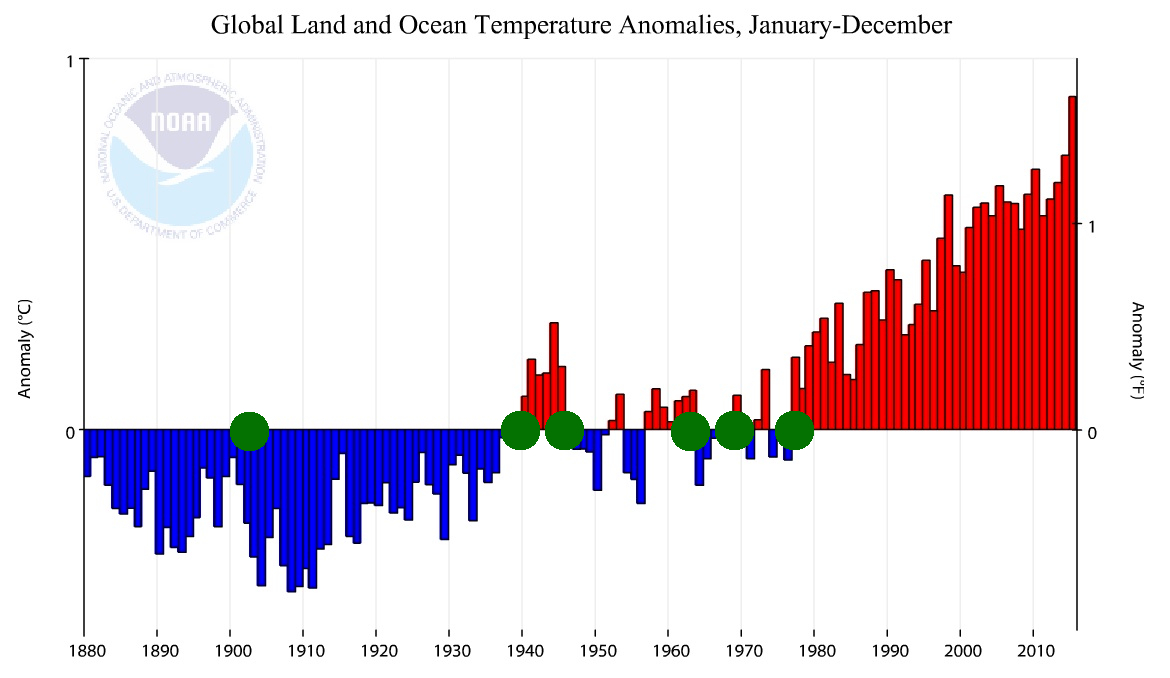 Global Land and Ocean Temperature Anomalies, January-December
1
NATIONAL OCEANIC AND ATMOSPHERIC ADMINISTRATION
NOAA
U.S. DEPARTMENT OF COMMERCE
1
Anomaly (°C)
Anomaly (°F)
0
0
1880 1890 1900 1910 1920 1930 1940 1950 1960 1970 1980 1990 2000 2010